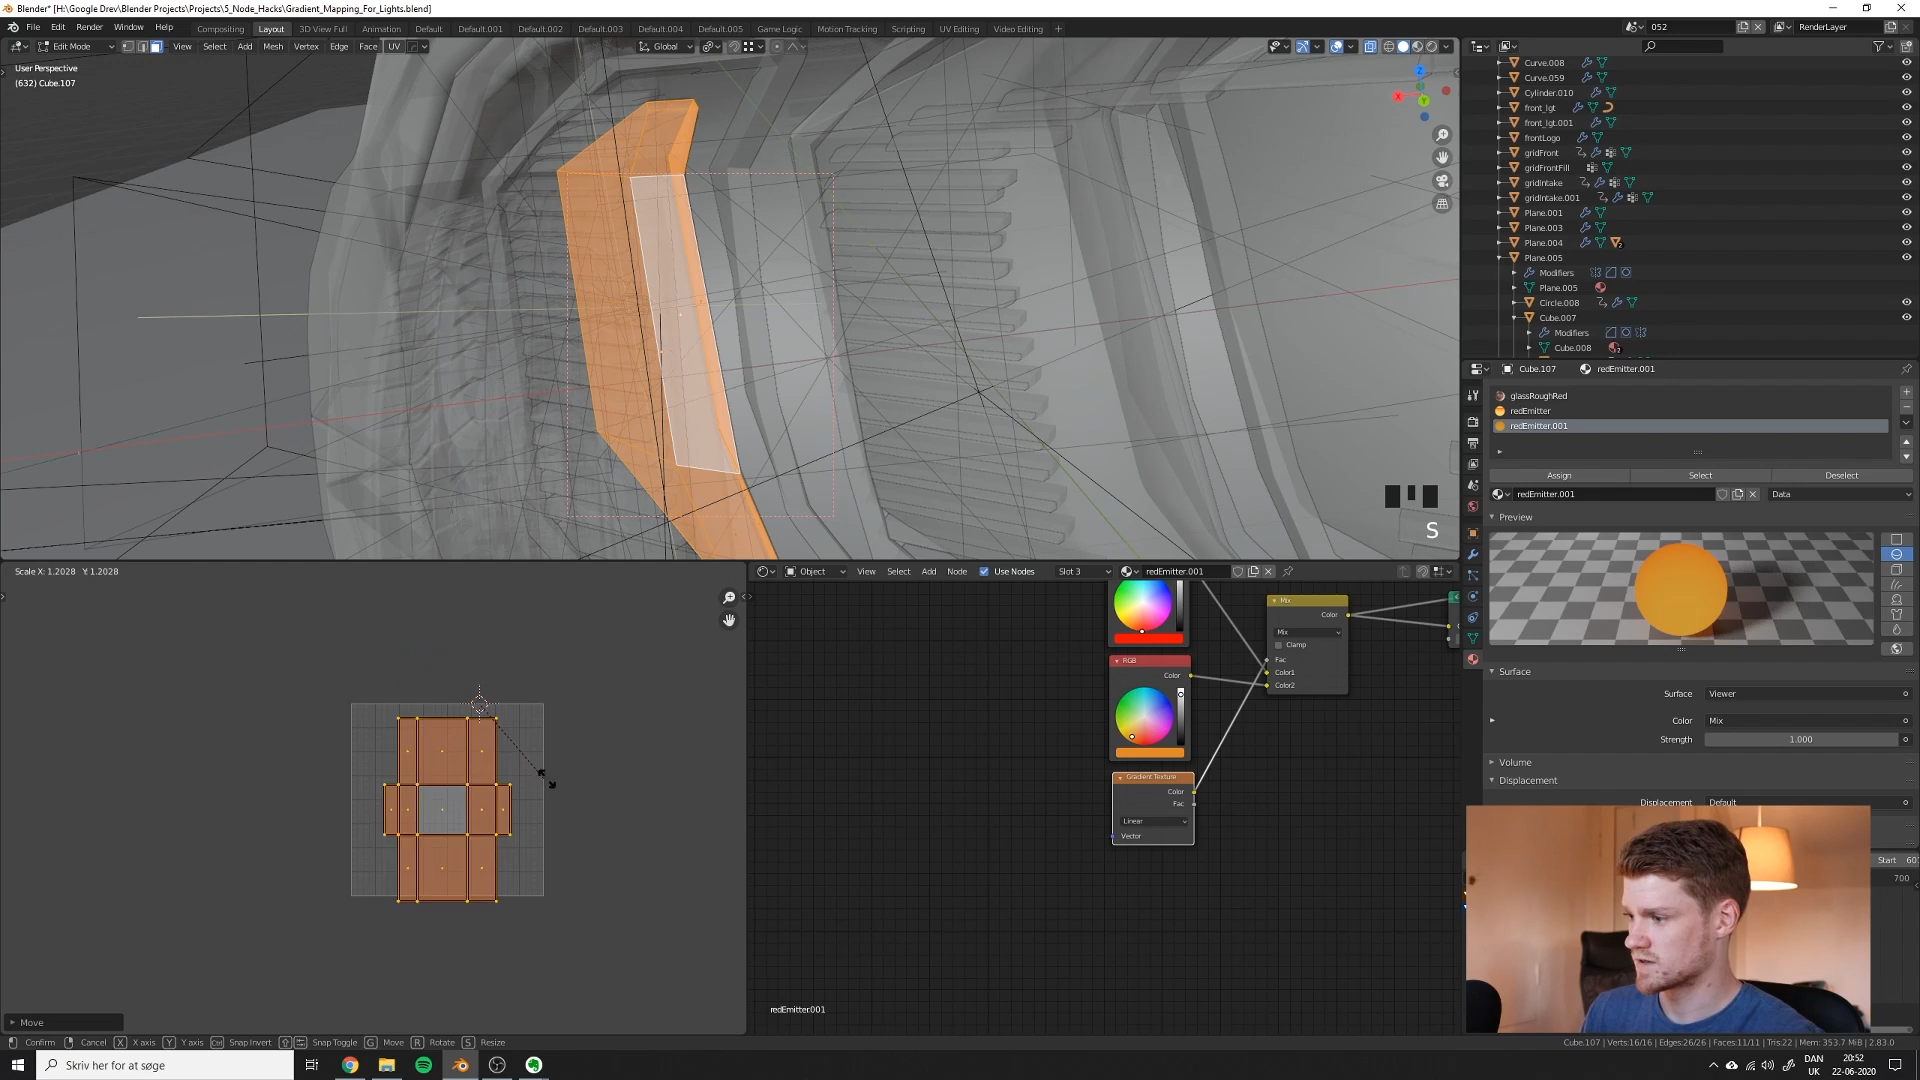 Blender* [H:\Google Drev\Blender Projects\Projects\5_Node_Hacks\Gradient_Mapping_For_Lights.blend]
File Edit Render Window Help Compositing Layout 3D View Full Animation Default Default.001 Default.002 Default.003 Default.004 Default.005 Game Logic Motion Tracking Scripting UV Editing Video Editing + 052 RenderLayer
Edit Mode View Select Add Mesh Vertex Edge Face UV Global
User Perspective
(632) Cube.107
Curve.008
Curve.059
Cylinder.010
front_lgt
front_lgt.001
frontLogo
gridFront
gridFrontFill
gridIntake
gridIntake.001
Plane.001
Plane.003
Plane.004
Plane.005
Modifiers
Plane.005
Circle.008
Cube.007
Modifiers
Cube.008
Cube.107 redEmitter.001
glassRoughRed
redEmitter
redEmitter.001
Assign Select Deselect
redEmitter.001 Data
Preview
Surface
Surface Viewer
Color Mix
Strength 1.000
Volume
Displacement
Displacement Default
Start 60
700
S
Scale X: 1.2028 Y: 1.2028
Move
Object View Select Add Node Use Nodes Slot 3 redEmitter.001
RGB
Color
Mix
Color
Mix
Clamp
Fac
Color1
Color2
Gradient Texture
Color
Fac
Linear
Vector
redEmitter.001
Confirm Cancel X X axis Y Y axis Ctrl Snap Invert Snap Toggle G Move R Rotate S Resize
Cube.107 | Verts:16/16 | Edges:26/26 | Faces:11/11 | Tris:22 | Mem: 353.7 MiB | 2.83.0
Skriv her for at søge
DAN
UK
20:52
22-06-2020